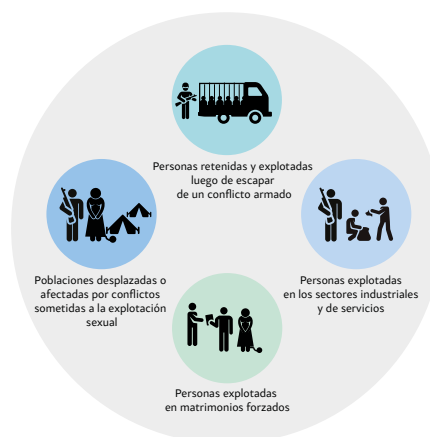 Personas retenidas y explotadas
luego de escapar
de un conflicto armado
Poblaciones desplazadas o
afectadas por conflictos
sometidas a la explotación
sexual
Personas explotadas
en los sectores industriales
y de servicios
Personas explotadas
en matrimonios forzados